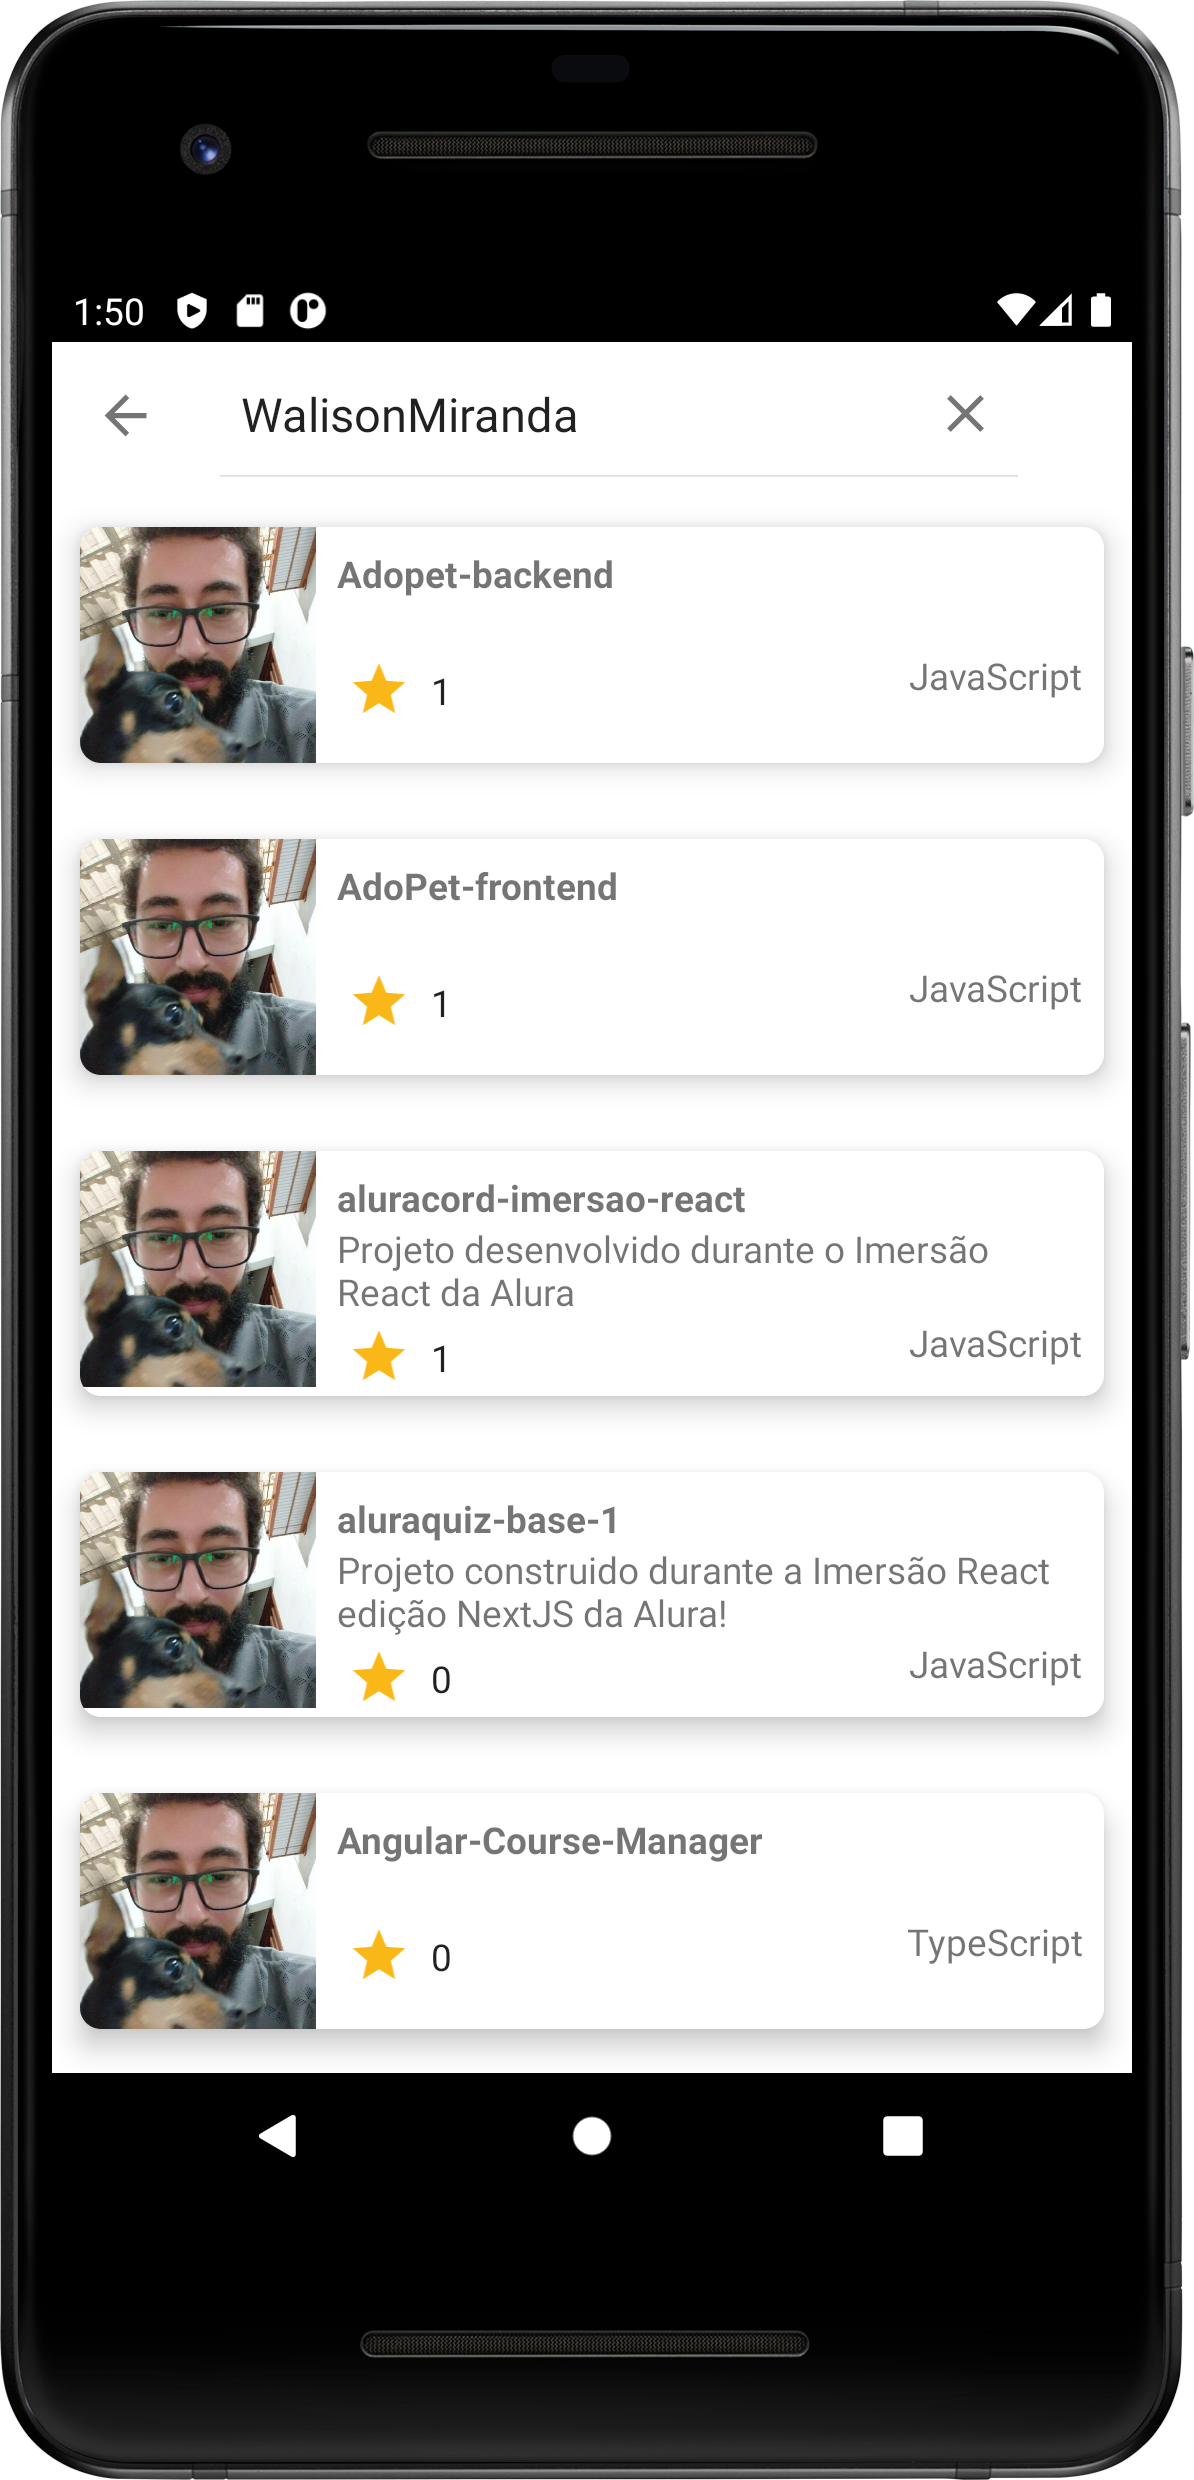 1:50
WalisonMiranda
Adopet-backend
1
JavaScript
AdoPet-frontend
1
JavaScript
aluracord-imersao-react
Projeto desenvolvido durante o Imersão
React da Alura
1
JavaScript
aluraquiz-base-1
Projeto construido durante a Imersão React
edição NextJS da Alura!
0
JavaScript
Angular-Course-Manager
0
TypeScript